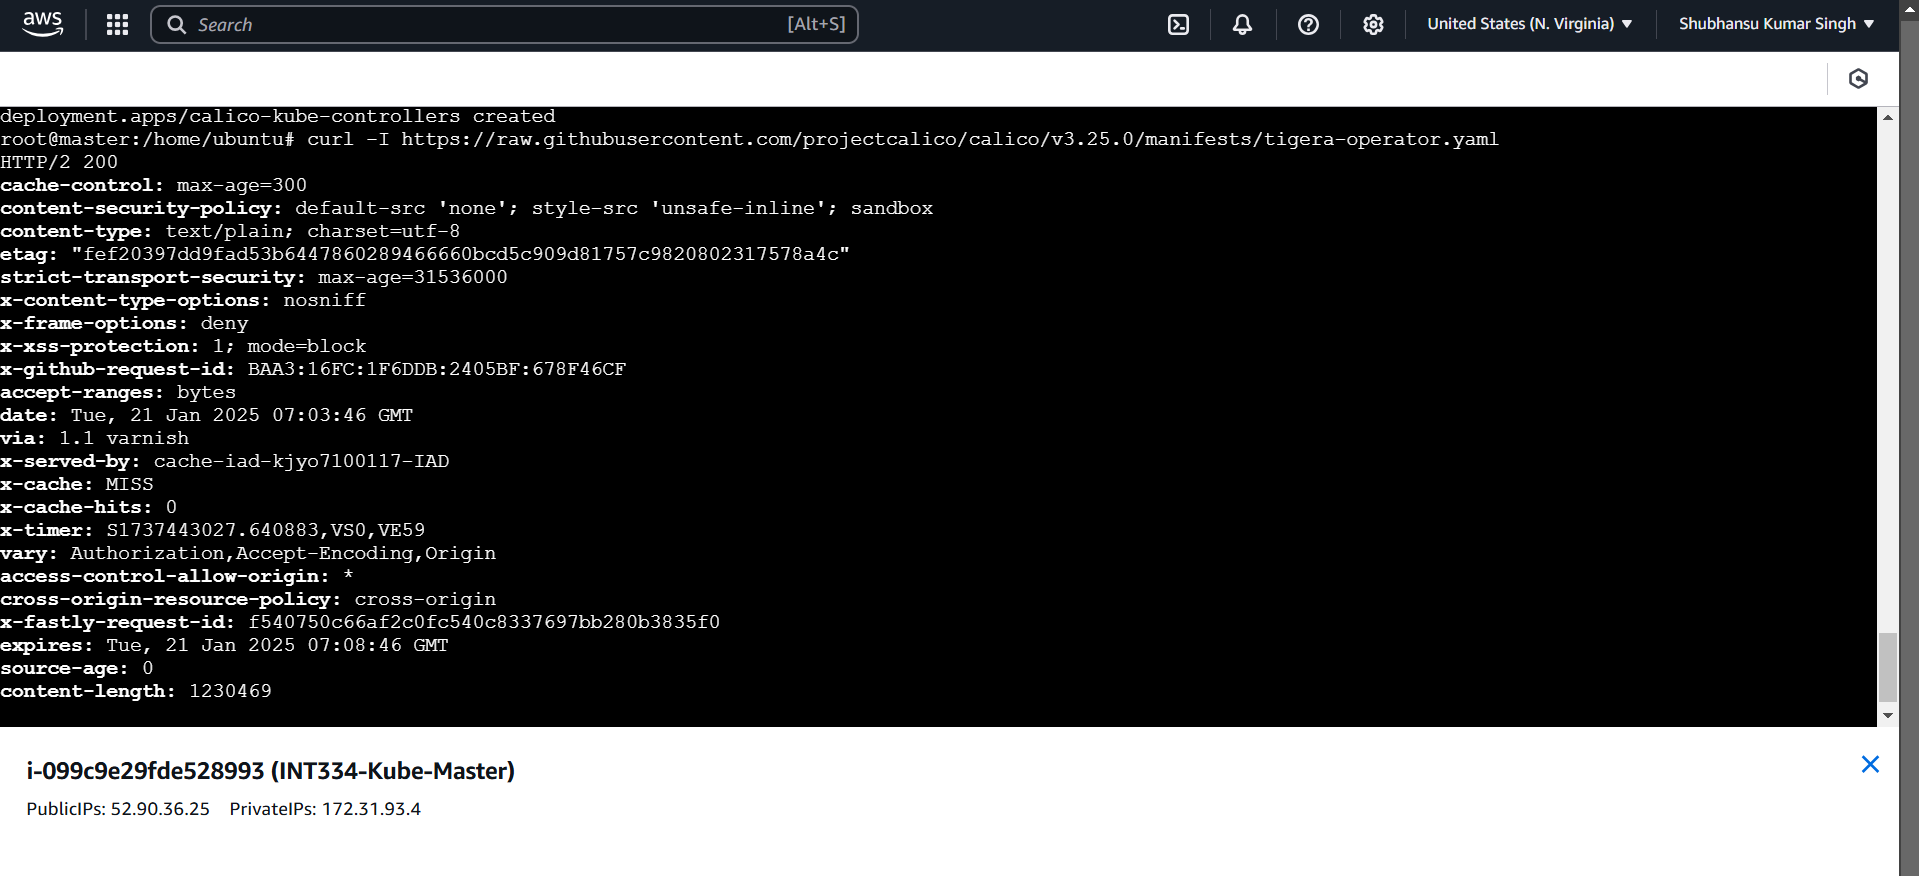 aws
Search [Alt+S] United States (N. Virginia) Shubhansu Kumar Singh
deployment.apps/calico-kube-controllers created
root@master:/home/ubuntu# curl -I https://raw.githubusercontent.com/projectcalico/calico/v3.25.0/manifests/tigera-operator.yaml
HTTP/2 200
cache-control: max-age=300
content-security-policy: default-src 'none'; style-src 'unsafe-inline'; sandbox
content-type: text/plain; charset=utf-8
etag: "fef20397dd9fad53b6447860289466660bcd5c909d81757c9820802317578a4c"
strict-transport-security: max-age=31536000
x-content-type-options: nosniff
x-frame-options: deny
x-xss-protection: 1; mode=block
x-github-request-id: BAA3:16FC:1F6DDB:2405BF:678F46CF
accept-ranges: bytes
date: Tue, 21 Jan 2025 07:03:46 GMT
via: 1.1 varnish
x-served-by: cache-iad-kjyo7100117-IAD
x-cache: MISS
x-cache-hits: 0
x-timer: S1737443027.640883,VS0,VE59
vary: Authorization,Accept-Encoding,Origin
access-control-allow-origin: *
cross-origin-resource-policy: cross-origin
x-fastly-request-id: f540750c66af2c0fc540c8337697bb280b3835f0
expires: Tue, 21 Jan 2025 07:08:46 GMT
source-age: 0
content-length: 1230469
i-099c9e29fde528993 (INT334-Kube-Master)
PublicIPs: 52.90.36.25 PrivateIPs: 172.31.93.4